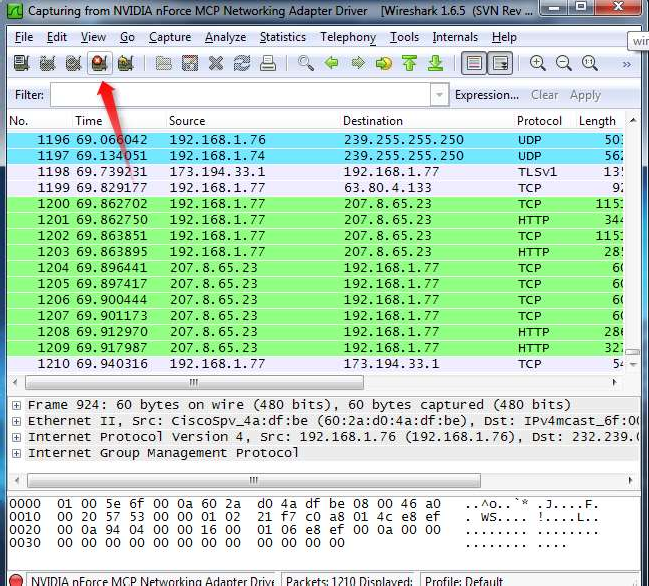 Capturing from NVIDIA nForce MCP Networking Adapter Driver [Wireshark 1.6.5 (SVN Rev ...
File Edit View Go Capture Analyze Statistics Telephony Tools Internals Help
Filter: Expression... Clear Apply
No. Time Source Destination Protocol Length
1196 69.066042 192.168.1.76 239.255.255.250 UDP 503
1197 69.134051 192.168.1.74 239.255.255.250 UDP 562
1198 69.739231 173.194.33.1 192.168.1.77 TLSv1 135
1199 69.829177 192.168.1.77 63.80.4.133 TCP 92
1200 69.862702 192.168.1.77 207.8.65.23 TCP 1151
1201 69.862750 192.168.1.77 207.8.65.23 HTTP 344
1202 69.863851 192.168.1.77 207.8.65.23 TCP 1151
1203 69.863895 192.168.1.77 207.8.65.23 HTTP 285
1204 69.896441 207.8.65.23 192.168.1.77 TCP 60
1205 69.897417 207.8.65.23 192.168.1.77 TCP 60
1206 69.900444 207.8.65.23 192.168.1.77 TCP 60
1207 69.901173 207.8.65.23 192.168.1.77 TCP 60
1208 69.912970 207.8.65.23 192.168.1.77 HTTP 286
1209 69.917987 207.8.65.23 192.168.1.77 HTTP 327
1210 69.940316 192.168.1.77 173.194.33.1 TCP 54
Frame 924: 60 bytes on wire (480 bits), 60 bytes captured (480 bits)
Ethernet II, Src: CiscoSpv_4a:df:be (60:2a:d0:4a:df:be), Dst: IPv4mcast_6f:00
Internet Protocol Version 4, Src: 192.168.1.76 (192.168.1.76), Dst: 232.239.0
Internet Group Management Protocol
0000 01 00 5e 6f 00 0a 60 2a d0 4a df be 08 00 46 a0 ..^o..`* .J....F.
0010 00 20 57 53 00 00 01 02 21 f7 c0 a8 01 4c e8 ef . WS.... !....L..
0020 00 0a 94 04 00 00 16 00 01 06 e8 ef 00 0a 00 00 ........ ........
0030 00 00 00 00 00 00 00 00 00 00 00 00 ........ ....
NVIDIA nForce MCP Networking Adapter Drive Packets: 1210 Displayed: Profile: Default